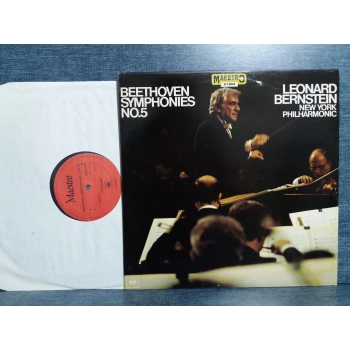 MAESTRO
BEETHOVEN
SYMPHONIES
NO.5
LEONARD
BERNSTEIN
NEW YORK
PHILHARMONIC
Maestro